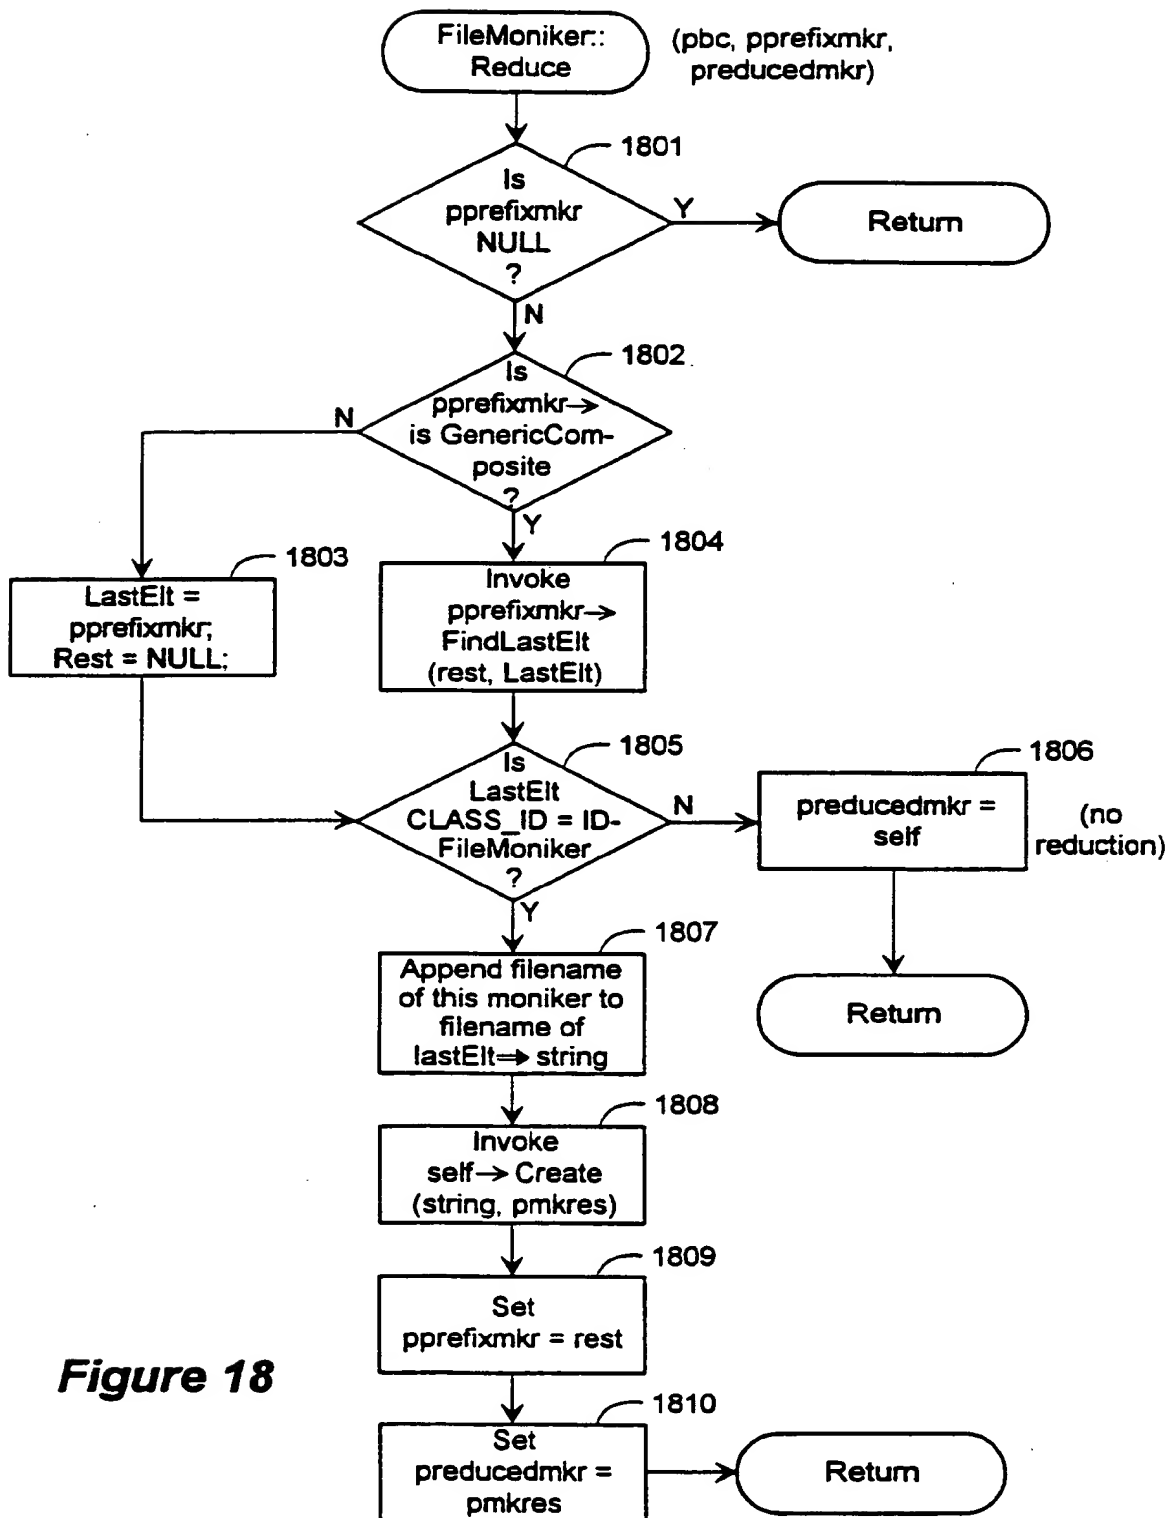 FileMoniker::
Reduce
(pbc, pprefixmkr,
preducedmkr)
1801
Is
pprefixmkr
NULL
?
Y
Return
N
1802
Is
pprefixmkr→
is GenericCom-
posite
?
N
Y
1803
LastElt =
pprefixmkr;
Rest = NULL;
1804
Invoke
pprefixmkr→
FindLastElt
(rest, LastElt)
1805
Is
LastElt
CLASS_ID = ID-
FileMoniker
?
N
Y
1806
preducedmkr =
self
(no
reduction)
Return
1807
Append filename
of this moniker to
filename of
lastElt⇒ string
1808
Invoke
self→ Create
(string, pmkres)
1809
Set
pprefixmkr = rest
1810
Set
preducedmkr =
pmkres
Return
Figure 18